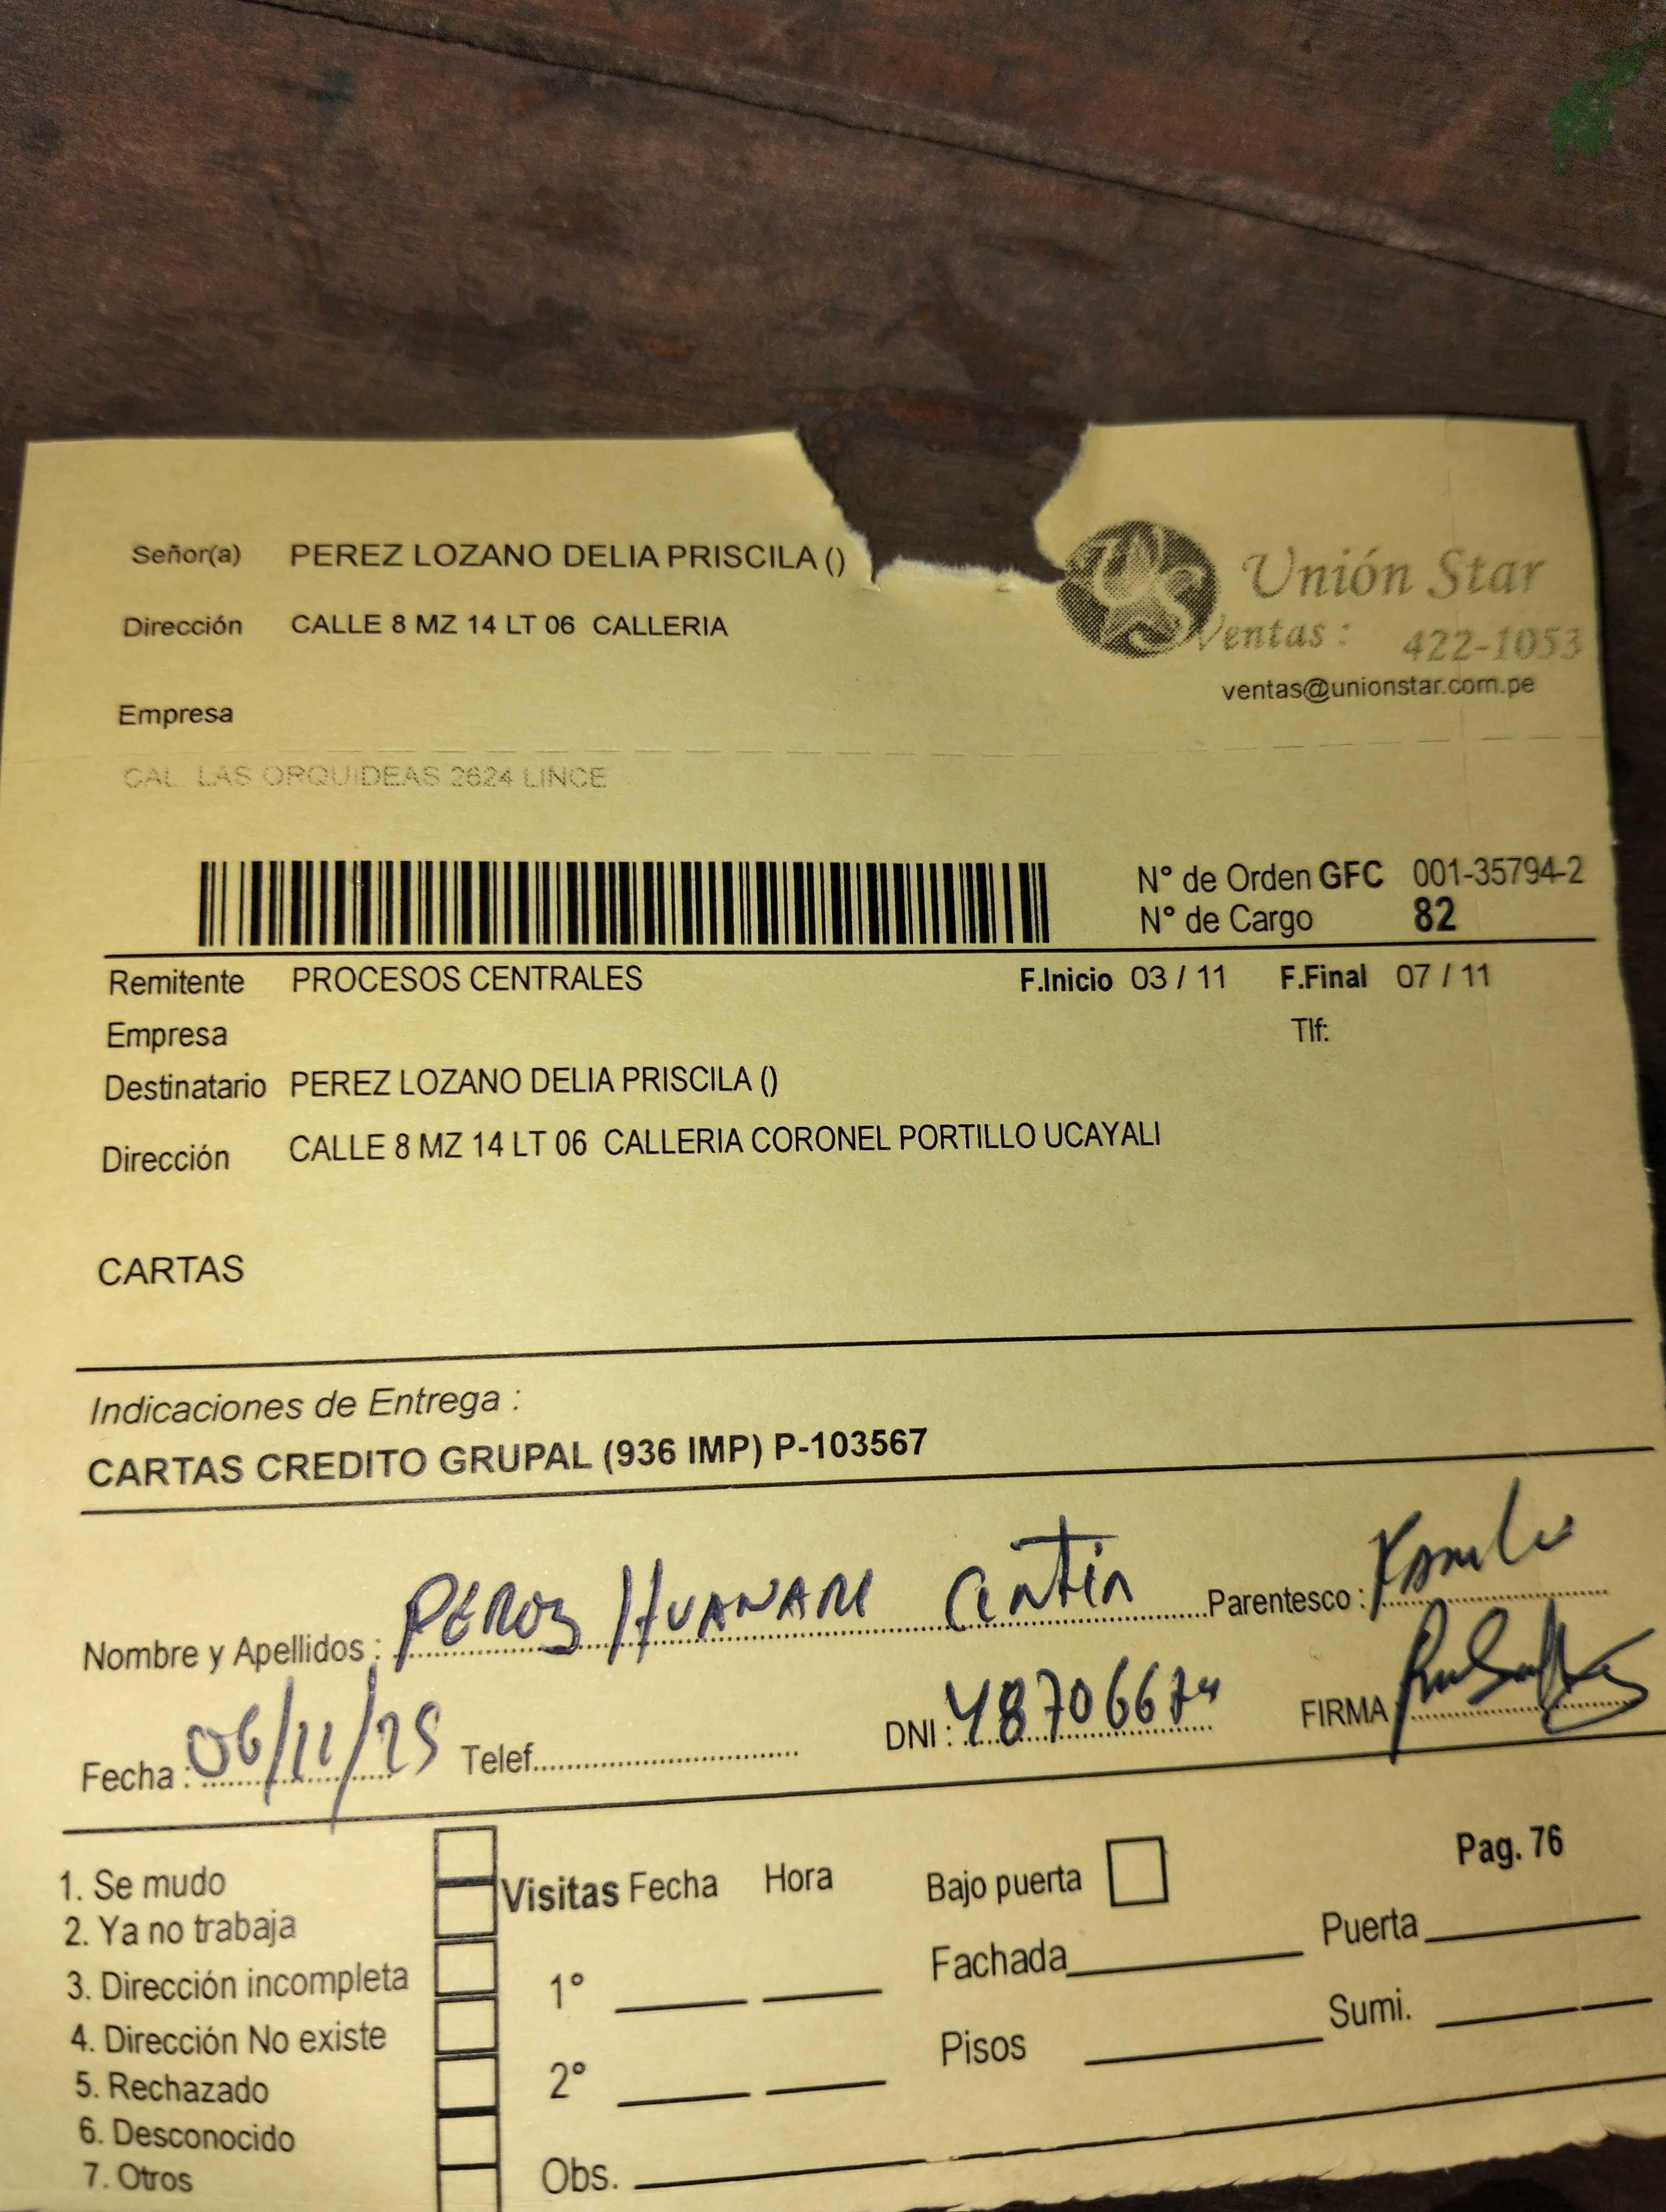 Señor(a) PEREZ LOZANO DELIA PRISCILA ()
Unión Star
Dirección CALLE 8 MZ 14 LT 06 CALLERIA
Ventas : 422-1053
ventas@unionstar.com.pe
Empresa
CAL. LAS ORQUIDEAS 2624 LINCE
N° de Orden GFC 001-35794-2
N° de Cargo 82
Remitente PROCESOS CENTRALES F.Inicio 03 / 11 F.Final 07 / 11
Empresa Tlf:
Destinatario PEREZ LOZANO DELIA PRISCILA ()
Dirección CALLE 8 MZ 14 LT 06 CALLERIA CORONEL PORTILLO UCAYALI
CARTAS
Indicaciones de Entrega :
CARTAS CREDITO GRUPAL (936 IMP) P-103567
Nombre y Apellidos : PEREZ HUANARI Parentesco :
Fecha : 06/11/25 Telef. DNI : FIRMA
Pag. 76
1. Se mudo
2. Ya no trabaja
3. Dirección incompleta
4. Dirección No existe
5. Rechazado
6. Desconocido
7. Otros
Visitas Fecha Hora
1°
2°
Obs.
Bajo puerta
Fachada Puerta
Pisos Sumi.